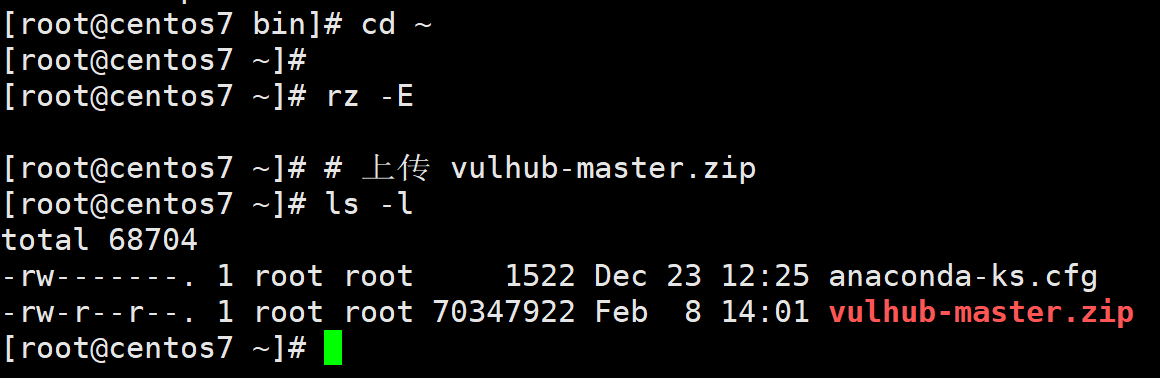 [root@centos7 bin]# cd ~
[root@centos7 ~]#
[root@centos7 ~]# rz -E
[root@centos7 ~]# # 上传 vulhub-master.zip
[root@centos7 ~]# ls -l
total 68704
-rw-------. 1 root root     1522 Dec 23 12:25 anaconda-ks.cfg
-rw-r--r--. 1 root root 70347922 Feb  8 14:01 vulhub-master.zip
[root@centos7 ~]#